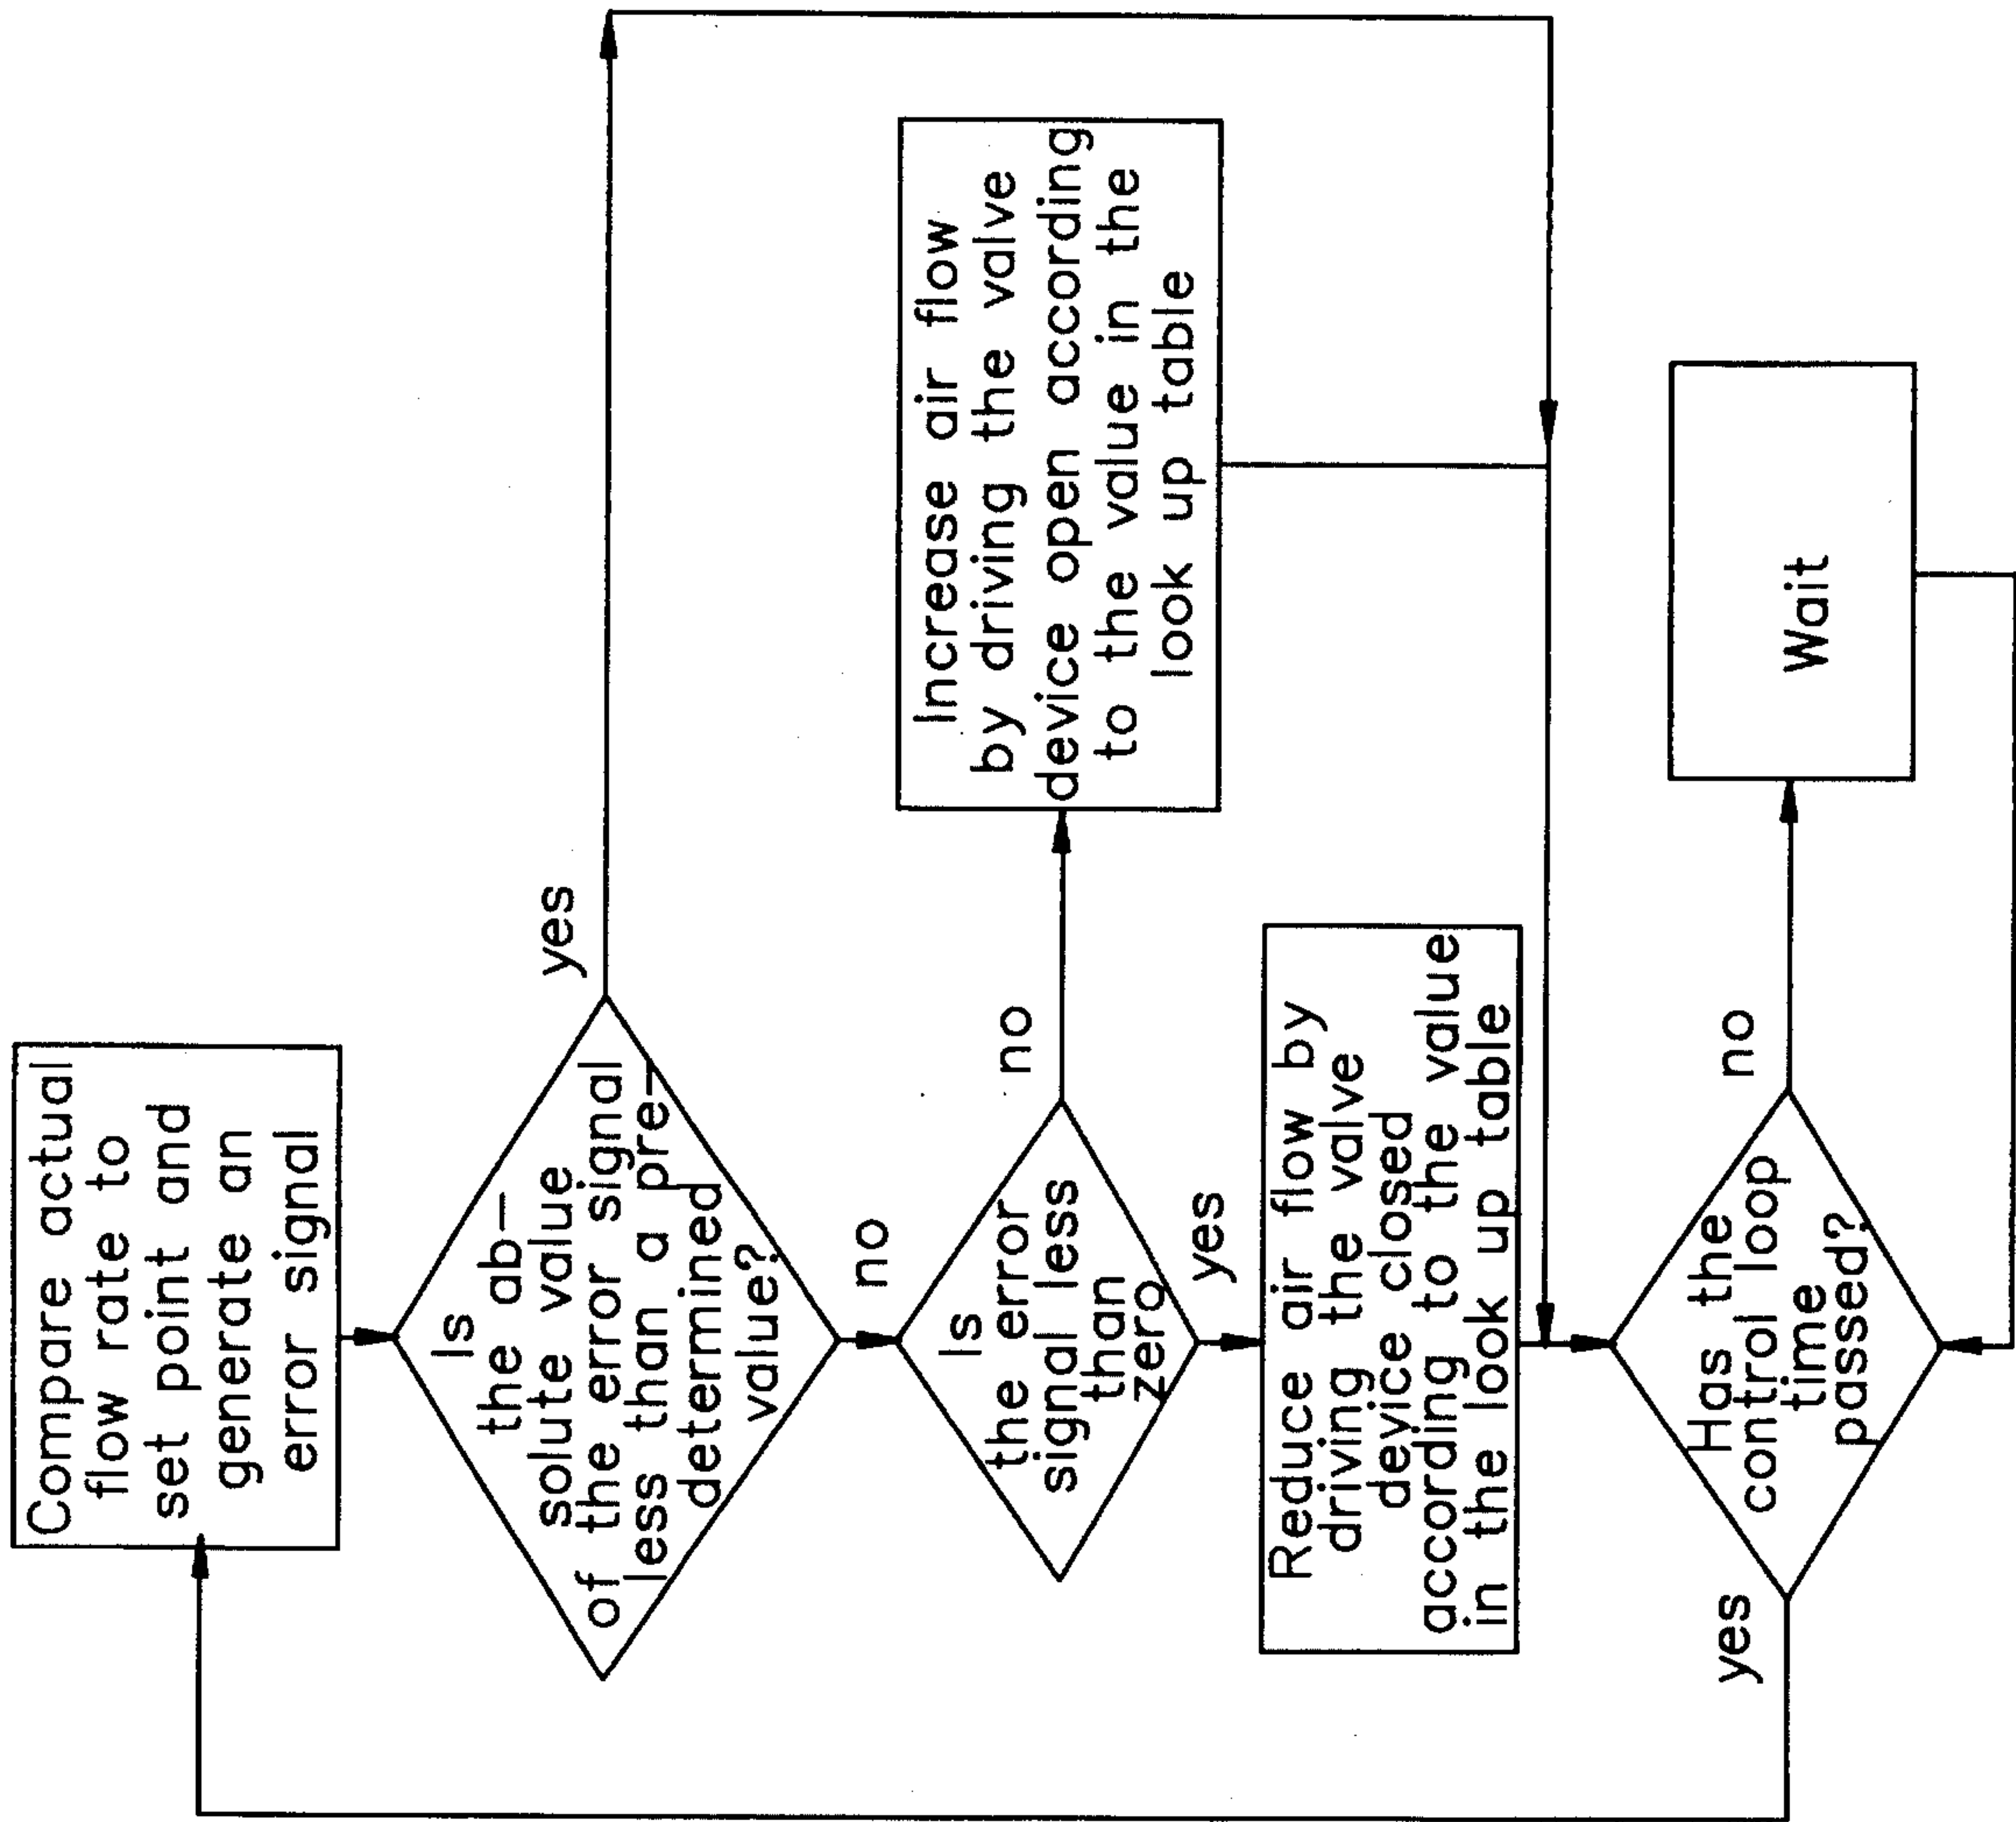 Compare actual
flow rate to
set point and
generate an
error signal
Is
the ab-
solute value
of the error signal
less than a pre-
determined
value?
yes
no
Is
the error
signal less
than
zero
no
yes
Increase air flow
by driving the valve
device open according
to the value in the
look up table
Reduce air flow by
driving the valve
device closed
according to the value
in the look up table
Has the
control loop
time
passed?
yes
no
Wait